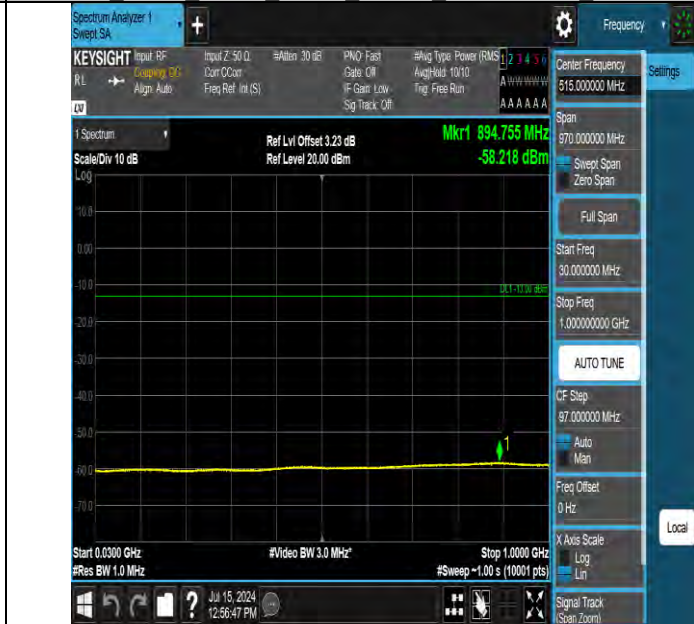 Spectrum Analyzer 1
Swept SA
+
Frequency
KEYSIGHT
RL
Input: RF
Coupling: DC
Align: Auto
Input Z: 50 Ω
Corr CCorr
Freq Ref: Int (S)
#Atten: 30 dB
PNO: Fast
Gate: Off
IF Gain: Low
Sig Track: Off
#Avg Type: Power (RMS
Avg|Hold: 10/10
Trig: Free Run
1 2 3 4 5 6
A W W W W W
A A A A A A
1 Spectrum
Scale/Div 10 dB
Log
Ref Lvl Offset 3.23 dB
Ref Level 20.00 dBm
Mkr1 894.755 MHz
-58.218 dBm
10.0
0.00
-10.0
-20.0
-30.0
-40.0
-50.0
-60.0
-70.0
DL1 -13.00 dBm
1
Start 0.0300 GHz
#Res BW 1.0 MHz
#Video BW 3.0 MHz*
Stop 1.0000 GHz
#Sweep ~1.00 s (10001 pts)
?
Jul 15, 2024
12:56:47 PM
Center Frequency
515.000000 MHz
Settings
Span
970.000000 MHz
Swept Span
Zero Span
Full Span
Start Freq
30.000000 MHz
Stop Freq
1.000000000 GHz
AUTO TUNE
CF Step
97.000000 MHz
Auto
Man
Freq Offset
0 Hz
X Axis Scale
Log
Lin
Local
Signal Track
(Span Zoom)